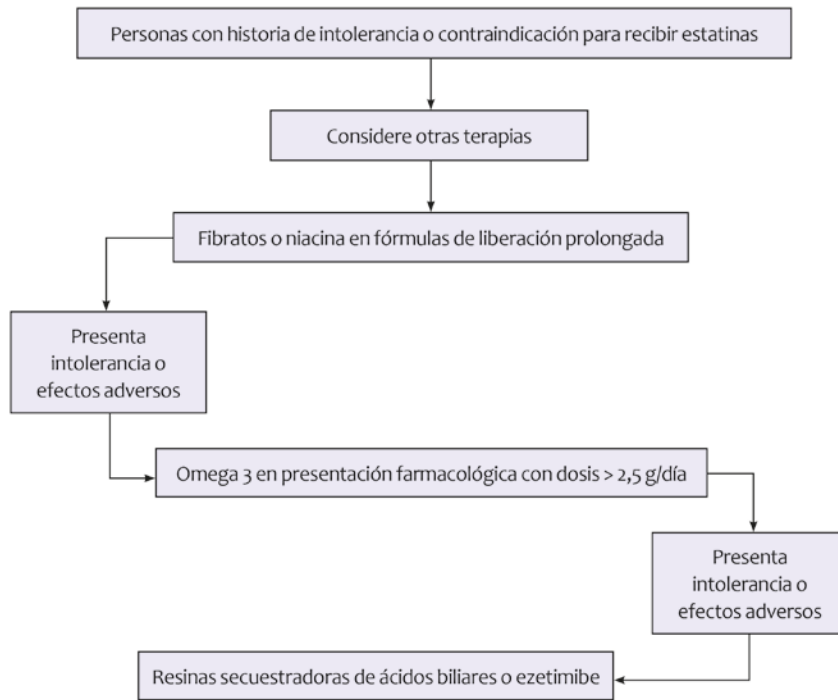 Personas con historia de intolerancia o contraindicación para recibir estatinas
Considere otras terapias
Fibratos o niacina en fórmulas de liberación prolongada
Presenta
intolerancia o
efectos adversos
Omega 3 en presentación farmacológica con dosis > 2,5 g/día
Presenta
intolerancia o
efectos adversos
Resinas secuestradoras de ácidos biliares o ezetimibe